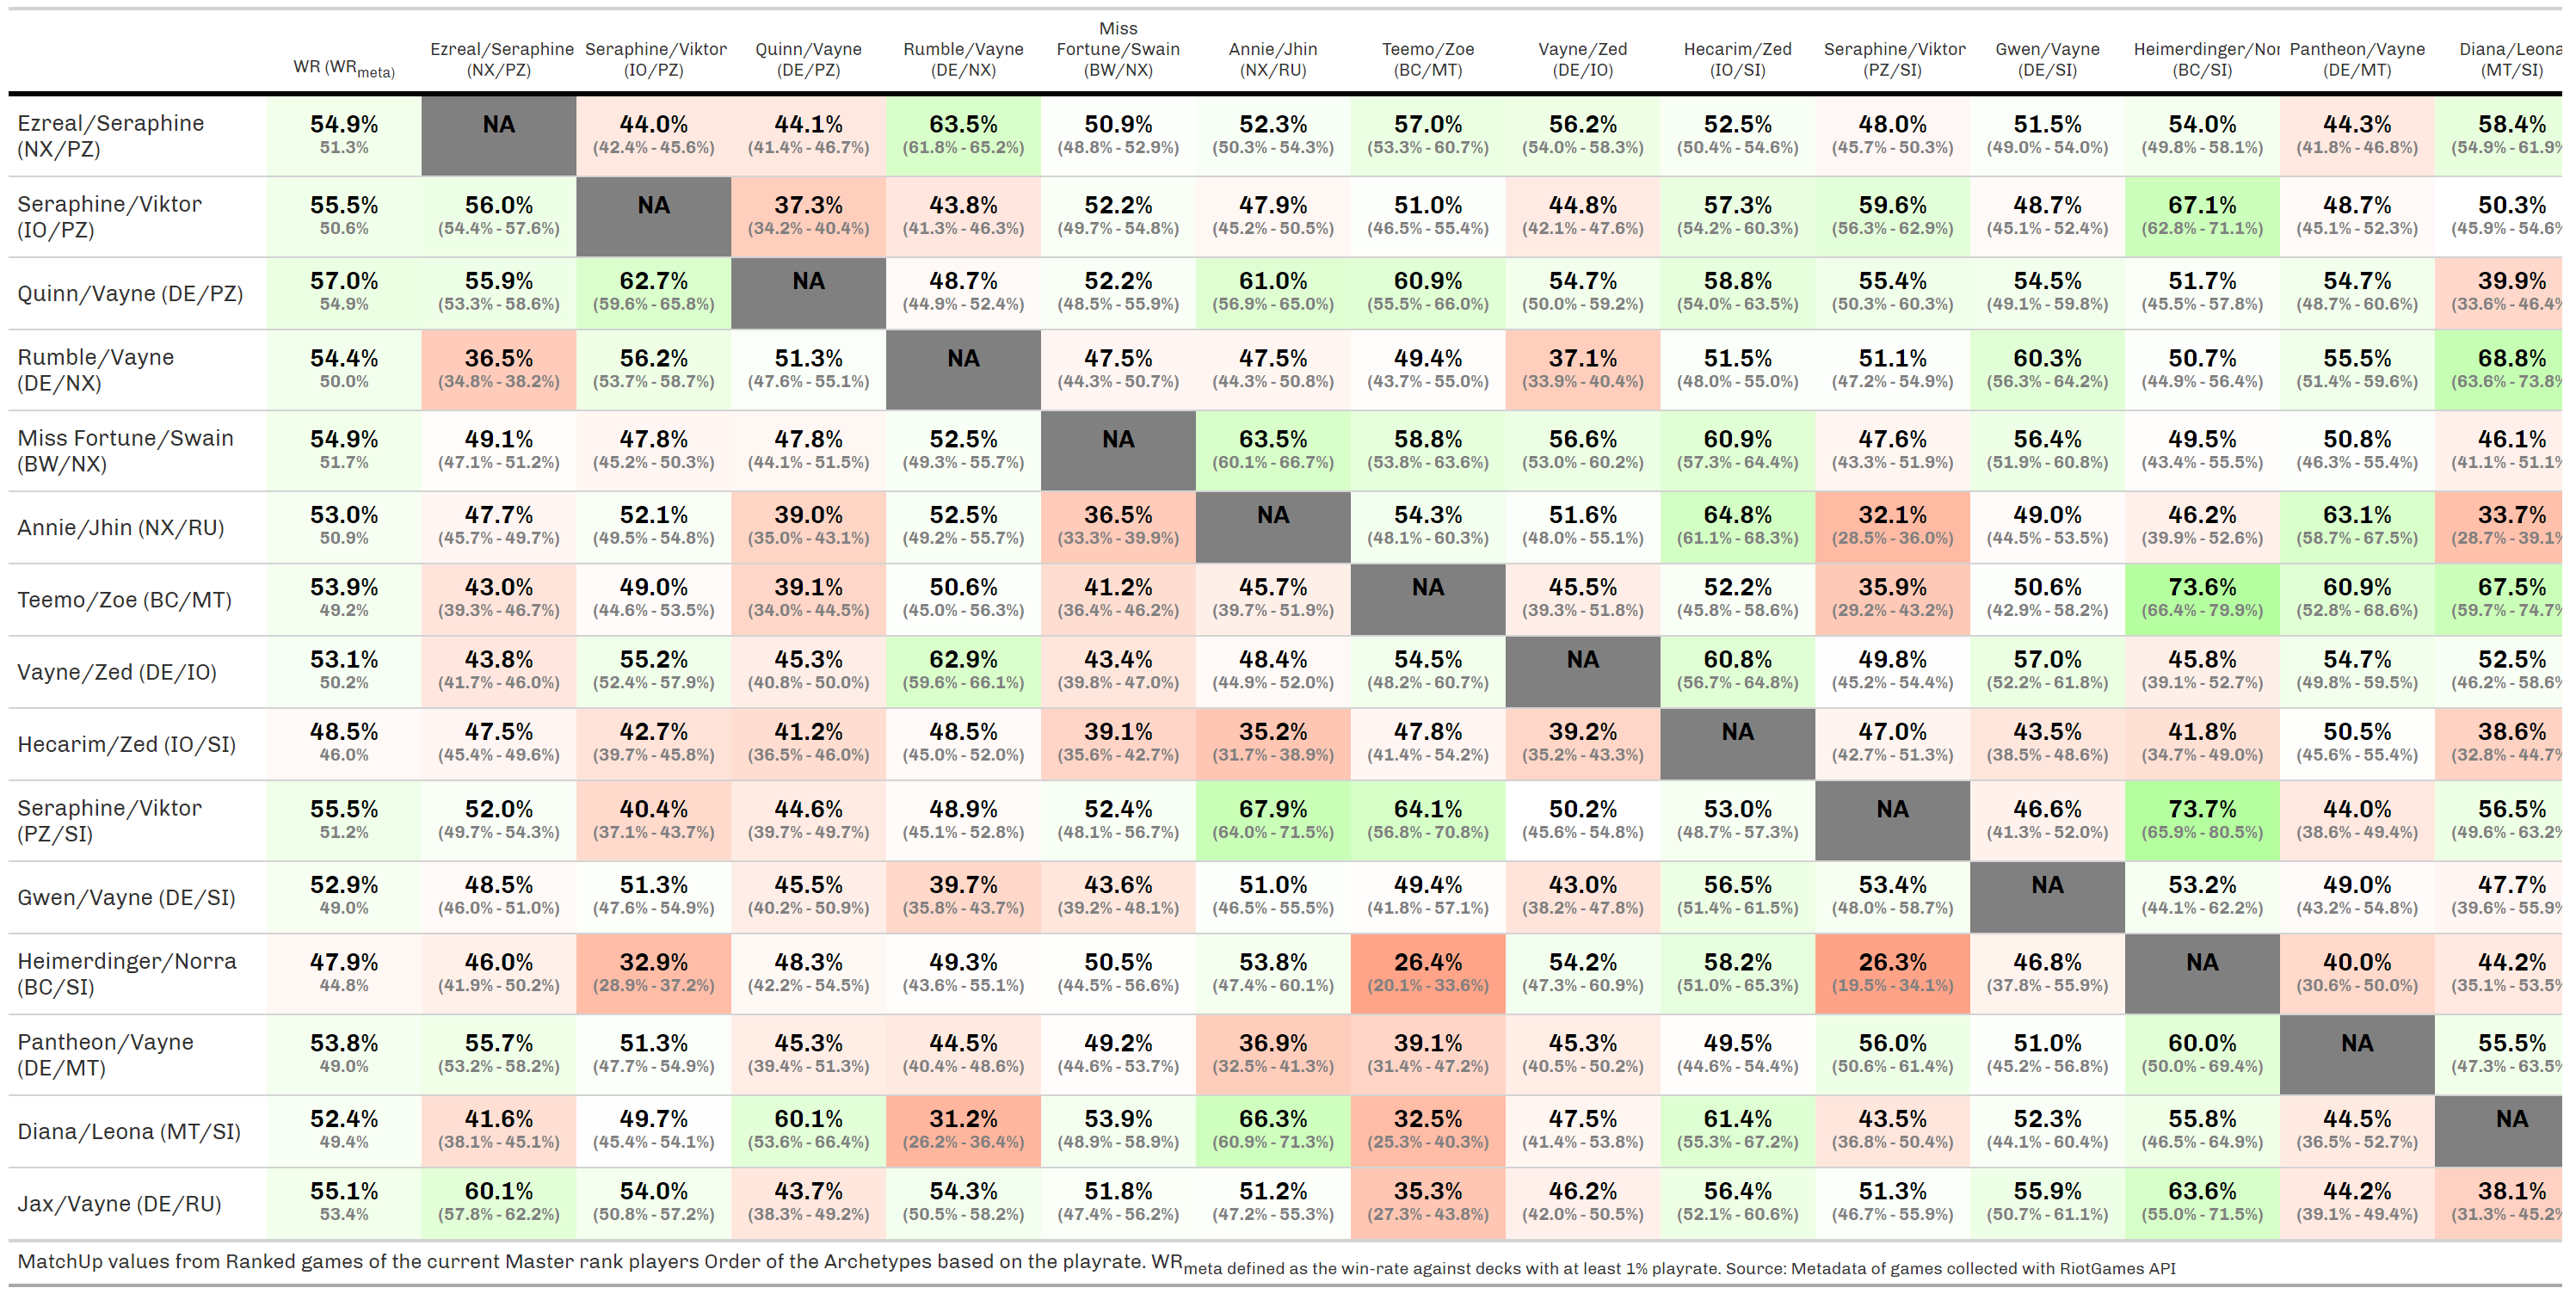 WR (WRmeta) Ezreal/Seraphine (NX/PZ) Seraphine/Viktor (IO/PZ) Quinn/Vayne (DE/PZ) Rumble/Vayne (DE/NX) Miss Fortune/Swain (BW/NX) Annie/Jhin (NX/RU) Teemo/Zoe (BC/MT) Vayne/Zed (DE/IO) Hecarim/Zed (IO/SI) Seraphine/Viktor (PZ/SI) Gwen/Vayne (DE/SI) Heimerdinger/Nor (BC/SI) Pantheon/Vayne (DE/MT) Diana/Leona (MT/SI)
Ezreal/Seraphine (NX/PZ)
54.9% NA 44.0% 44.1% 63.5% 50.9% 52.3% 57.0% 56.2% 52.5% 48.0% 51.5% 54.0% 44.3% 58.4%
51.3% (42.4% - 45.6%) (41.4% - 46.7%) (61.8% - 65.2%) (48.8% - 52.9%) (50.3% - 54.3%) (53.3% - 60.7%) (54.0% - 58.3%) (50.4% - 54.6%) (45.7% - 50.3%) (49.0% - 54.0%) (49.8% - 58.1%) (41.8% - 46.8%) (54.9% - 61.9%
Seraphine/Viktor (IO/PZ)
55.5% 56.0% NA 37.3% 43.8% 52.2% 47.9% 51.0% 44.8% 57.3% 59.6% 48.7% 67.1% 48.7% 50.3%
50.6% (54.4% - 57.6%) (34.2% - 40.4%) (41.3% - 46.3%) (49.7% - 54.8%) (45.2% - 50.5%) (46.5% - 55.4%) (42.1% - 47.6%) (54.2% - 60.3%) (56.3% - 62.9%) (45.1% - 52.4%) (62.8% - 71.1%) (45.1% - 52.3%) (45.9% - 54.6%
Quinn/Vayne (DE/PZ)
57.0% 55.9% 62.7% NA 48.7% 52.2% 61.0% 60.9% 54.7% 58.8% 55.4% 54.5% 51.7% 54.7% 39.9%
54.9% (53.3% - 58.6%) (59.6% - 65.8%) (44.9% - 52.4%) (48.5% - 55.9%) (56.9% - 65.0%) (55.5% - 66.0%) (50.0% - 59.2%) (54.0% - 63.5%) (50.3% - 60.3%) (49.1% - 59.8%) (45.5% - 57.8%) (48.7% - 60.6%) (33.6% - 46.4%
Rumble/Vayne (DE/NX)
54.4% 36.5% 56.2% 51.3% NA 47.5% 47.5% 49.4% 37.1% 51.5% 51.1% 60.3% 50.7% 55.5% 68.8%
50.0% (34.8% - 38.2%) (53.7% - 58.7%) (47.6% - 55.1%) (44.3% - 50.7%) (44.3% - 50.8%) (43.7% - 55.0%) (33.9% - 40.4%) (48.0% - 55.0%) (47.2% - 54.9%) (56.3% - 64.2%) (44.9% - 56.4%) (51.4% - 59.6%) (63.6% - 73.8%
Miss Fortune/Swain (BW/NX)
54.9% 49.1% 47.8% 47.8% 52.5% NA 63.5% 58.8% 56.6% 60.9% 47.6% 56.4% 49.5% 50.8% 46.1%
51.7% (47.1% - 51.2%) (45.2% - 50.3%) (44.1% - 51.5%) (49.3% - 55.7%) (60.1% - 66.7%) (53.8% - 63.6%) (53.0% - 60.2%) (57.3% - 64.4%) (43.3% - 51.9%) (51.9% - 60.8%) (43.4% - 55.5%) (46.3% - 55.4%) (41.1% - 51.1%
Annie/Jhin (NX/RU)
53.0% 47.7% 52.1% 39.0% 52.5% 36.5% NA 54.3% 51.6% 64.8% 32.1% 49.0% 46.2% 63.1% 33.7%
50.9% (45.7% - 49.7%) (49.5% - 54.8%) (35.0% - 43.1%) (49.2% - 55.7%) (33.3% - 39.9%) (48.1% - 60.3%) (48.0% - 55.1%) (61.1% - 68.3%) (28.5% - 36.0%) (44.5% - 53.5%) (39.9% - 52.6%) (58.7% - 67.5%) (28.7% - 39.1%
Teemo/Zoe (BC/MT)
53.9% 43.0% 49.0% 39.1% 50.6% 41.2% 45.7% NA 45.5% 52.2% 35.9% 50.6% 73.6% 60.9% 67.5%
49.2% (39.3% - 46.7%) (44.6% - 53.5%) (34.0% - 44.5%) (45.0% - 56.3%) (36.4% - 46.2%) (39.7% - 51.9%) (39.3% - 51.8%) (45.8% - 58.6%) (29.2% - 43.2%) (42.9% - 58.2%) (66.4% - 79.9%) (52.8% - 68.6%) (59.7% - 74.7%
Vayne/Zed (DE/IO)
53.1% 43.8% 55.2% 45.3% 62.9% 43.4% 48.4% 54.5% NA 60.8% 49.8% 57.0% 45.8% 54.7% 52.5%
50.2% (41.7% - 46.0%) (52.4% - 57.9%) (40.8% - 50.0%) (59.6% - 66.1%) (39.8% - 47.0%) (44.9% - 52.0%) (48.2% - 60.7%) (56.7% - 64.8%) (45.2% - 54.4%) (52.2% - 61.8%) (39.1% - 52.7%) (49.8% - 59.5%) (46.2% - 58.6%
Hecarim/Zed (IO/SI)
48.5% 47.5% 42.7% 41.2% 48.5% 39.1% 35.2% 47.8% 39.2% NA 47.0% 43.5% 41.8% 50.5% 38.6%
46.0% (45.4% - 49.6%) (39.7% - 45.8%) (36.5% - 46.0%) (45.0% - 52.0%) (35.6% - 42.7%) (31.7% - 38.9%) (41.4% - 54.2%) (35.2% - 43.3%) (42.7% - 51.3%) (38.5% - 48.6%) (34.7% - 49.0%) (45.6% - 55.4%) (32.8% - 44.7%
Seraphine/Viktor (PZ/SI)
55.5% 52.0% 40.4% 44.6% 48.9% 52.4% 67.9% 64.1% 50.2% 53.0% NA 46.6% 73.7% 44.0% 56.5%
51.2% (49.7% - 54.3%) (37.1% - 43.7%) (39.7% - 49.7%) (45.1% - 52.8%) (48.1% - 56.7%) (64.0% - 71.5%) (56.8% - 70.8%) (45.6% - 54.8%) (48.7% - 57.3%) (41.3% - 52.0%) (65.9% - 80.5%) (38.6% - 49.4%) (49.6% - 63.2%
Gwen/Vayne (DE/SI)
52.9% 48.5% 51.3% 45.5% 39.7% 43.6% 51.0% 49.4% 43.0% 56.5% 53.4% NA 53.2% 49.0% 47.7%
49.0% (46.0% - 51.0%) (47.6% - 54.9%) (40.2% - 50.9%) (35.8% - 43.7%) (39.2% - 48.1%) (46.5% - 55.5%) (41.8% - 57.1%) (38.2% - 47.8%) (51.4% - 61.5%) (48.0% - 58.7%) (44.1% - 62.2%) (43.2% - 54.8%) (39.6% - 55.9%
Heimerdinger/Norra (BC/SI)
47.9% 46.0% 32.9% 48.3% 49.3% 50.5% 53.8% 26.4% 54.2% 58.2% 26.3% 46.8% NA 40.0% 44.2%
44.8% (41.9% - 50.2%) (28.9% - 37.2%) (42.2% - 54.5%) (43.6% - 55.1%) (44.5% - 56.6%) (47.4% - 60.1%) (20.1% - 33.6%) (47.3% - 60.9%) (51.0% - 65.3%) (19.5% - 34.1%) (37.8% - 55.9%) (30.6% - 50.0%) (35.1% - 53.5%
Pantheon/Vayne (DE/MT)
53.8% 55.7% 51.3% 45.3% 44.5% 49.2% 36.9% 39.1% 45.3% 49.5% 56.0% 51.0% 60.0% NA 55.5%
49.0% (53.2% - 58.2%) (47.7% - 54.9%) (39.4% - 51.3%) (40.4% - 48.6%) (44.6% - 53.7%) (32.5% - 41.3%) (31.4% - 47.2%) (40.5% - 50.2%) (44.6% - 54.4%) (50.6% - 61.4%) (45.2% - 56.8%) (50.0% - 69.4%) (47.3% - 63.5%
Diana/Leona (MT/SI)
52.4% 41.6% 49.7% 60.1% 31.2% 53.9% 66.3% 32.5% 47.5% 61.4% 43.5% 52.3% 55.8% 44.5% NA
49.4% (38.1% - 45.1%) (45.4% - 54.1%) (53.6% - 66.4%) (26.2% - 36.4%) (48.9% - 58.9%) (60.9% - 71.3%) (25.3% - 40.3%) (41.4% - 53.8%) (55.3% - 67.2%) (36.8% - 50.4%) (44.1% - 60.4%) (46.5% - 64.9%) (36.5% - 52.7%)
Jax/Vayne (DE/RU)
55.1% 60.1% 54.0% 43.7% 54.3% 51.8% 51.2% 35.3% 46.2% 56.4% 51.3% 55.9% 63.6% 44.2% 38.1%
53.4% (57.8% - 62.2%) (50.8% - 57.2%) (38.3% - 49.2%) (50.5% - 58.2%) (47.4% - 56.2%) (47.2% - 55.3%) (27.3% - 43.8%) (42.0% - 50.5%) (52.1% - 60.6%) (46.7% - 55.9%) (50.7% - 61.1%) (55.0% - 71.5%) (39.1% - 49.4%) (31.3% - 45.2%
MatchUp values from Ranked games of the current Master rank players Order of the Archetypes based on the playrate. WRmeta defined as the win-rate against decks with at least 1% playrate. Source: Metadata of games collected with RiotGames API